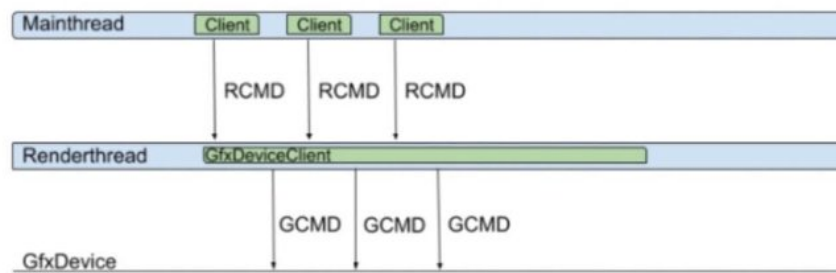 Mainthread
Client Client Client
RCMD RCMD RCMD
Renderthread
GfxDeviceClient
GCMD GCMD GCMD
GfxDevice